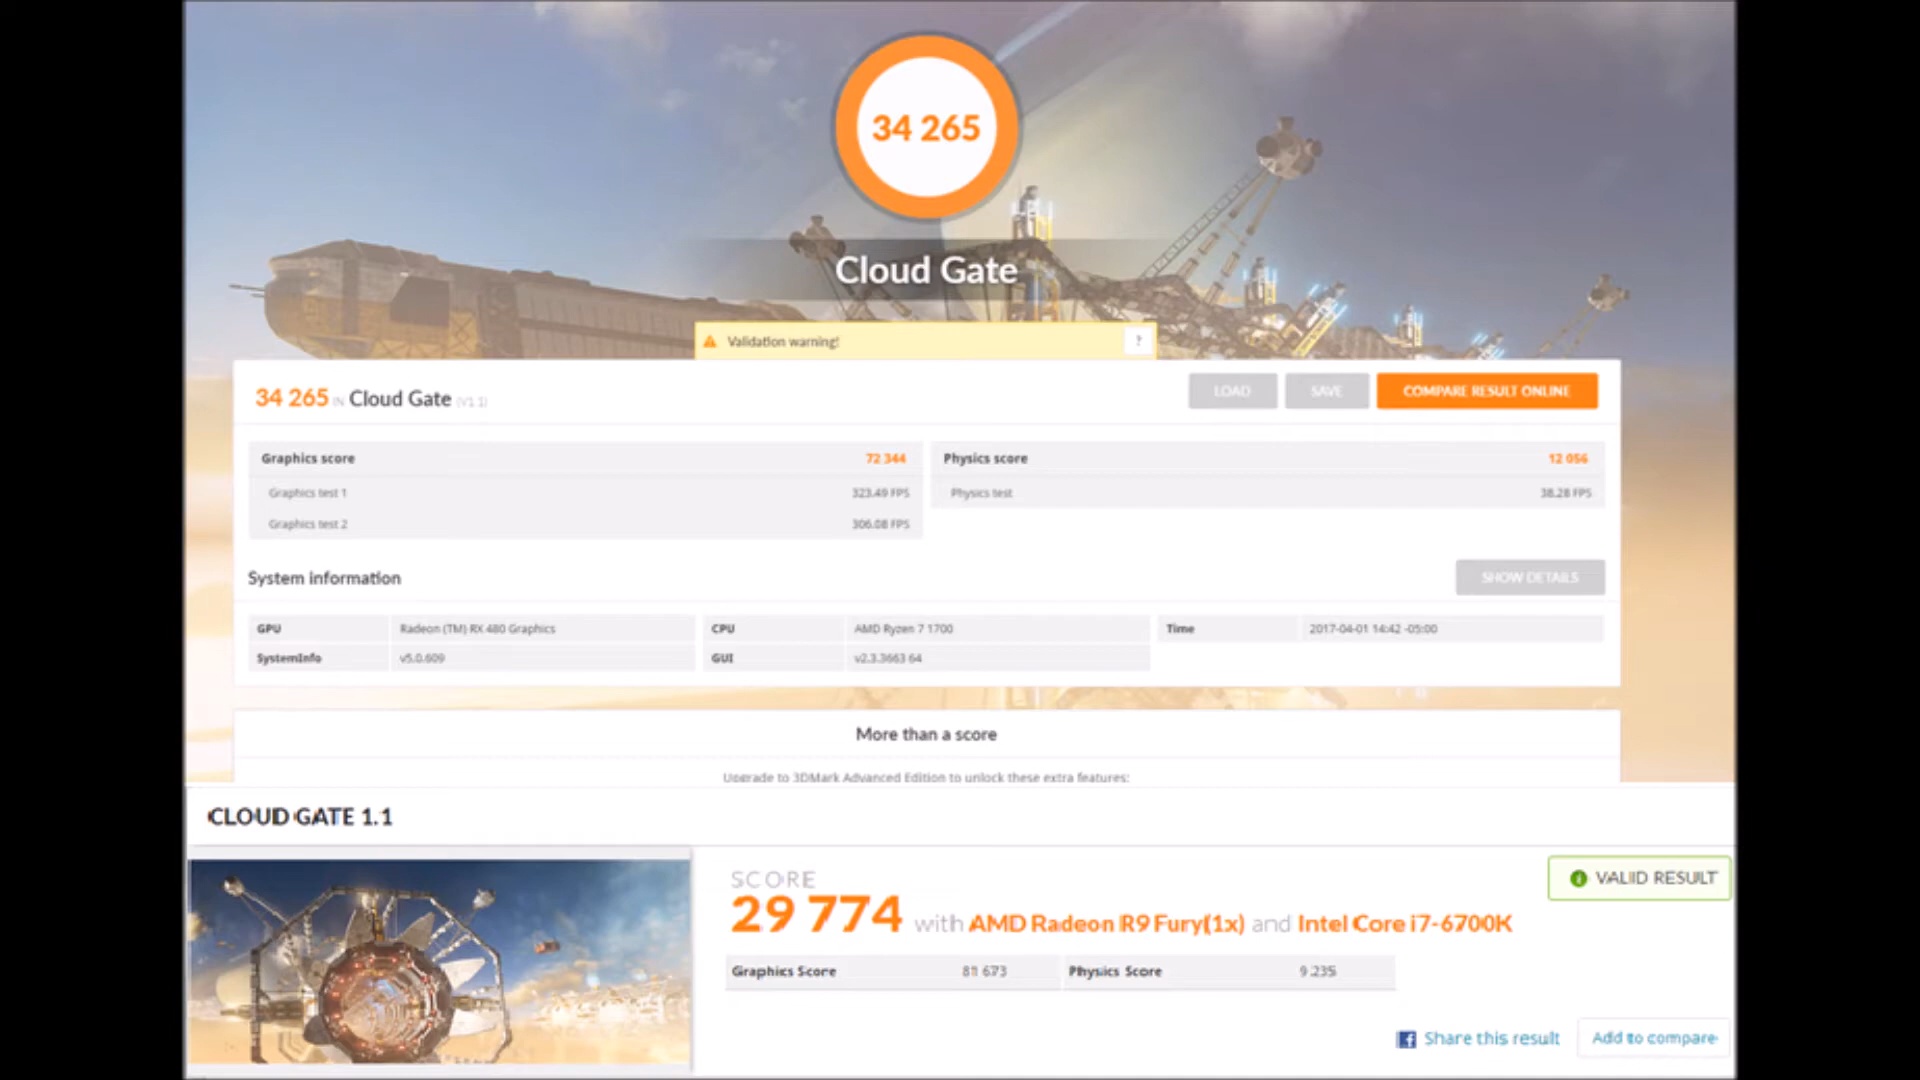 34 265
Cloud Gate
Validation warning! ?
34 265 IN Cloud Gate (V1.1) LOAD SAVE COMPARE RESULT ONLINE
Graphics score 72 344 Physics score 12 056
Graphics test 1 323.49 FPS Physics test 38.28 FPS
Graphics test 2 306.08 FPS
System information SHOW DETAILS
GPU Radeon (TM) RX 480 Graphics CPU AMD Ryzen 7 1700 Time 2017-04-01 14:42 -05:00
SystemInfo v5.0.609 GUI v2.3.3663 64
More than a score
Upgrade to 3DMark Advanced Edition to unlock these extra features:
CLOUD GATE 1.1
SCORE VALID RESULT
29 774 with AMD Radeon R9 Fury(1x) and Intel Core i7-6700K
Graphics Score 81 673 Physics Score 9 235
Share this result Add to compare